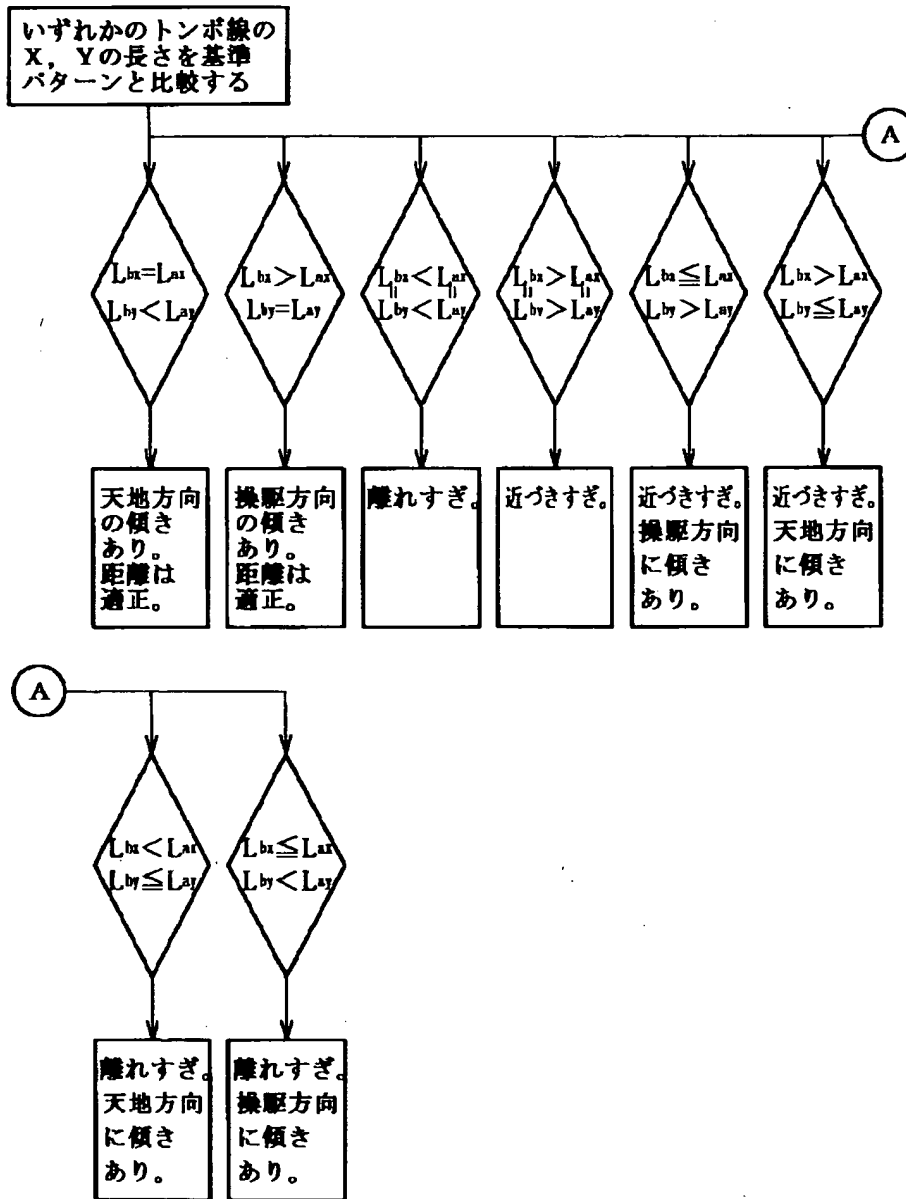 いずれかのトンボ線の
X，Yの長さを基準
パターンと比較する
A
Lbx=Lax
Lby<Lay
Lbx>Lax
Lby=Lay
Lbx<Lax
|| ||
Lby<Lay
Lbx>Lax
|| ||
Lby>Lay
Lbx≦Lax
Lby>Lay
Lbx>Lax
Lby≦Lay
天地方向
の傾き
あり。
距離は
適正。
操駆方向
の傾き
あり。
距離は
適正。
離れすぎ。
近づきすぎ。
近づきすぎ。
操駆方向
に傾き
あり。
近づきすぎ。
天地方向
に傾き
あり。
A
Lbx<Lax
Lby≦Lay
Lbx≦Lax
Lby<Lay
離れすぎ。
天地方向
に傾き
あり。
離れすぎ。
操駆方向
に傾き
あり。